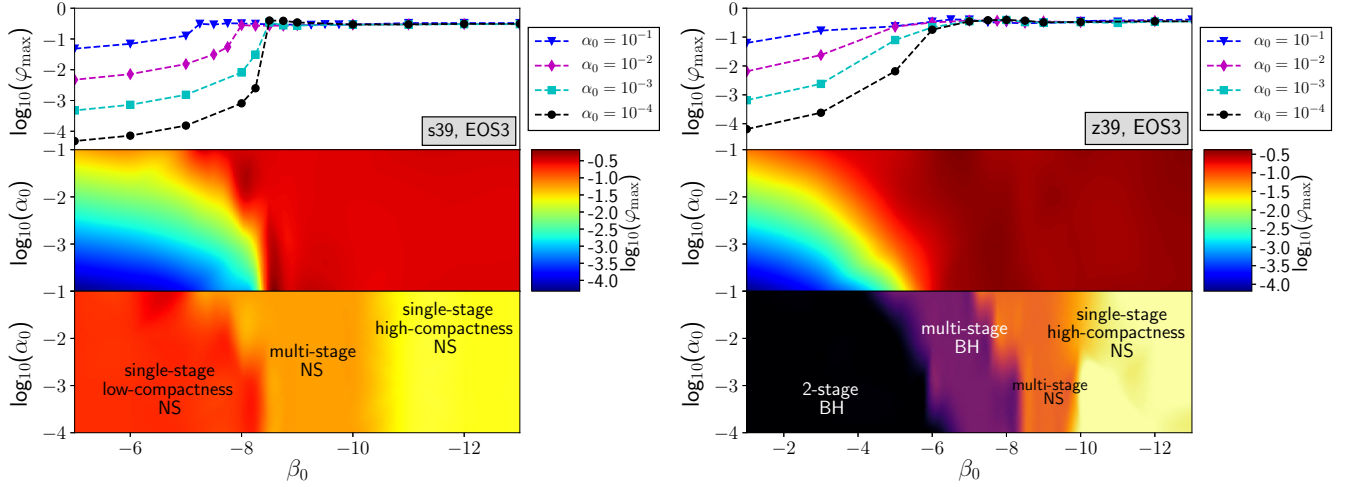 0
−1
−2
−3
−4
log₁₀(φ_max)
s39, EOS3
α₀ = 10⁻¹
α₀ = 10⁻²
α₀ = 10⁻³
α₀ = 10⁻⁴
-1
-2
-3
log₁₀(α₀)
-0.5
-1.0
-1.5
-2.0
-2.5
-3.0
-3.5
-4.0
log₁₀(φ_max)
-1
-2
-3
-4
log₁₀(α₀)
single-stage
low-compactness
NS
multi-stage
NS
single-stage
high-compactness
NS
−6 −8 −10 −12
β₀
0
−1
−2
−3
−4
log₁₀(φ_max)
z39, EOS3
α₀ = 10⁻¹
α₀ = 10⁻²
α₀ = 10⁻³
α₀ = 10⁻⁴
-1
-2
-3
log₁₀(α₀)
-0.5
-1.0
-1.5
-2.0
-2.5
-3.0
-3.5
-4.0
log₁₀(φ_max)
-1
-2
-3
-4
log₁₀(α₀)
2-stage
BH
multi-stage
BH
multi-stage
NS
single-stage
high-compactness
NS
−2 −4 −6 −8 −10 −12
β₀